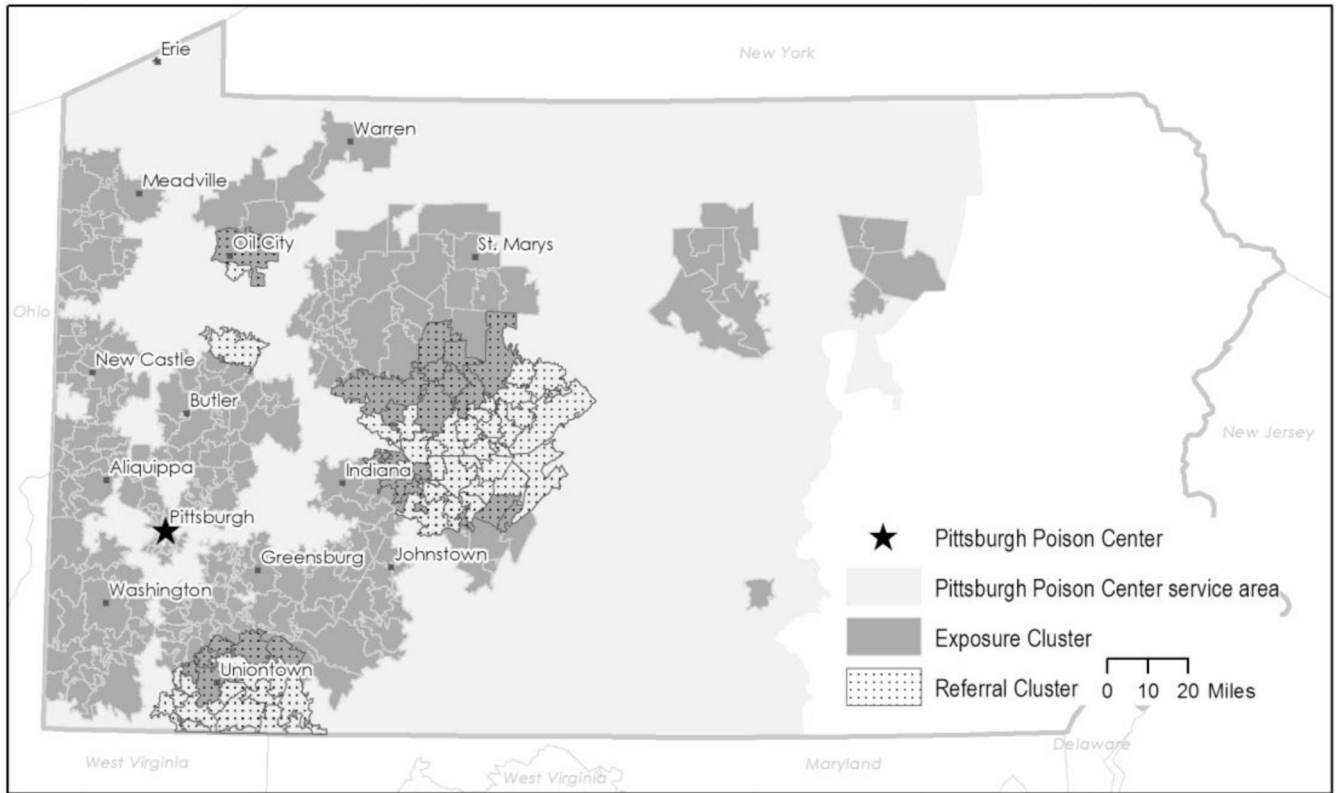 Erie
New York
Warren
Meadville
Oil City
St. Marys
Ohio
New Castle
Butler
New Jersey
Aliquippa
Indiana
Pittsburgh
Pittsburgh Poison Center
Greensburg
Johnstown
Washington
Pittsburgh Poison Center service area
Exposure Cluster
Uniontown
Referral Cluster
0 10 20 Miles
West Virginia
West Virginia
Maryland
Delaware